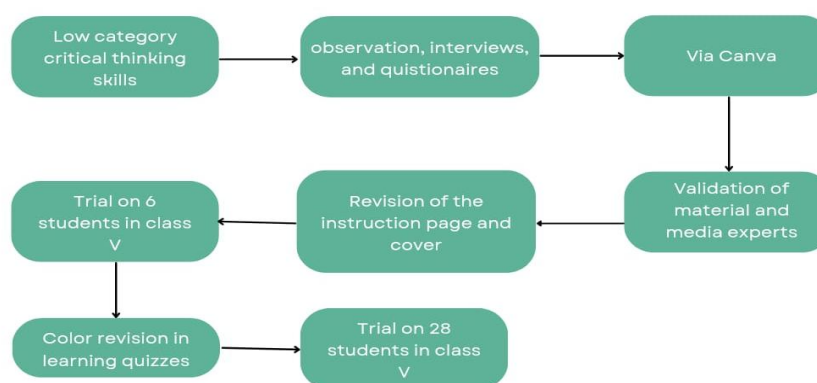 Low category
critical thinking
skills
observation, interviews,
and quistionaires
Via Canva
Validation of
material and
media experts
Revision of the
instruction page and
cover
Trial on 6
students in class
V
Color revision in
learning quizzes
Trial on 28
students in class
V